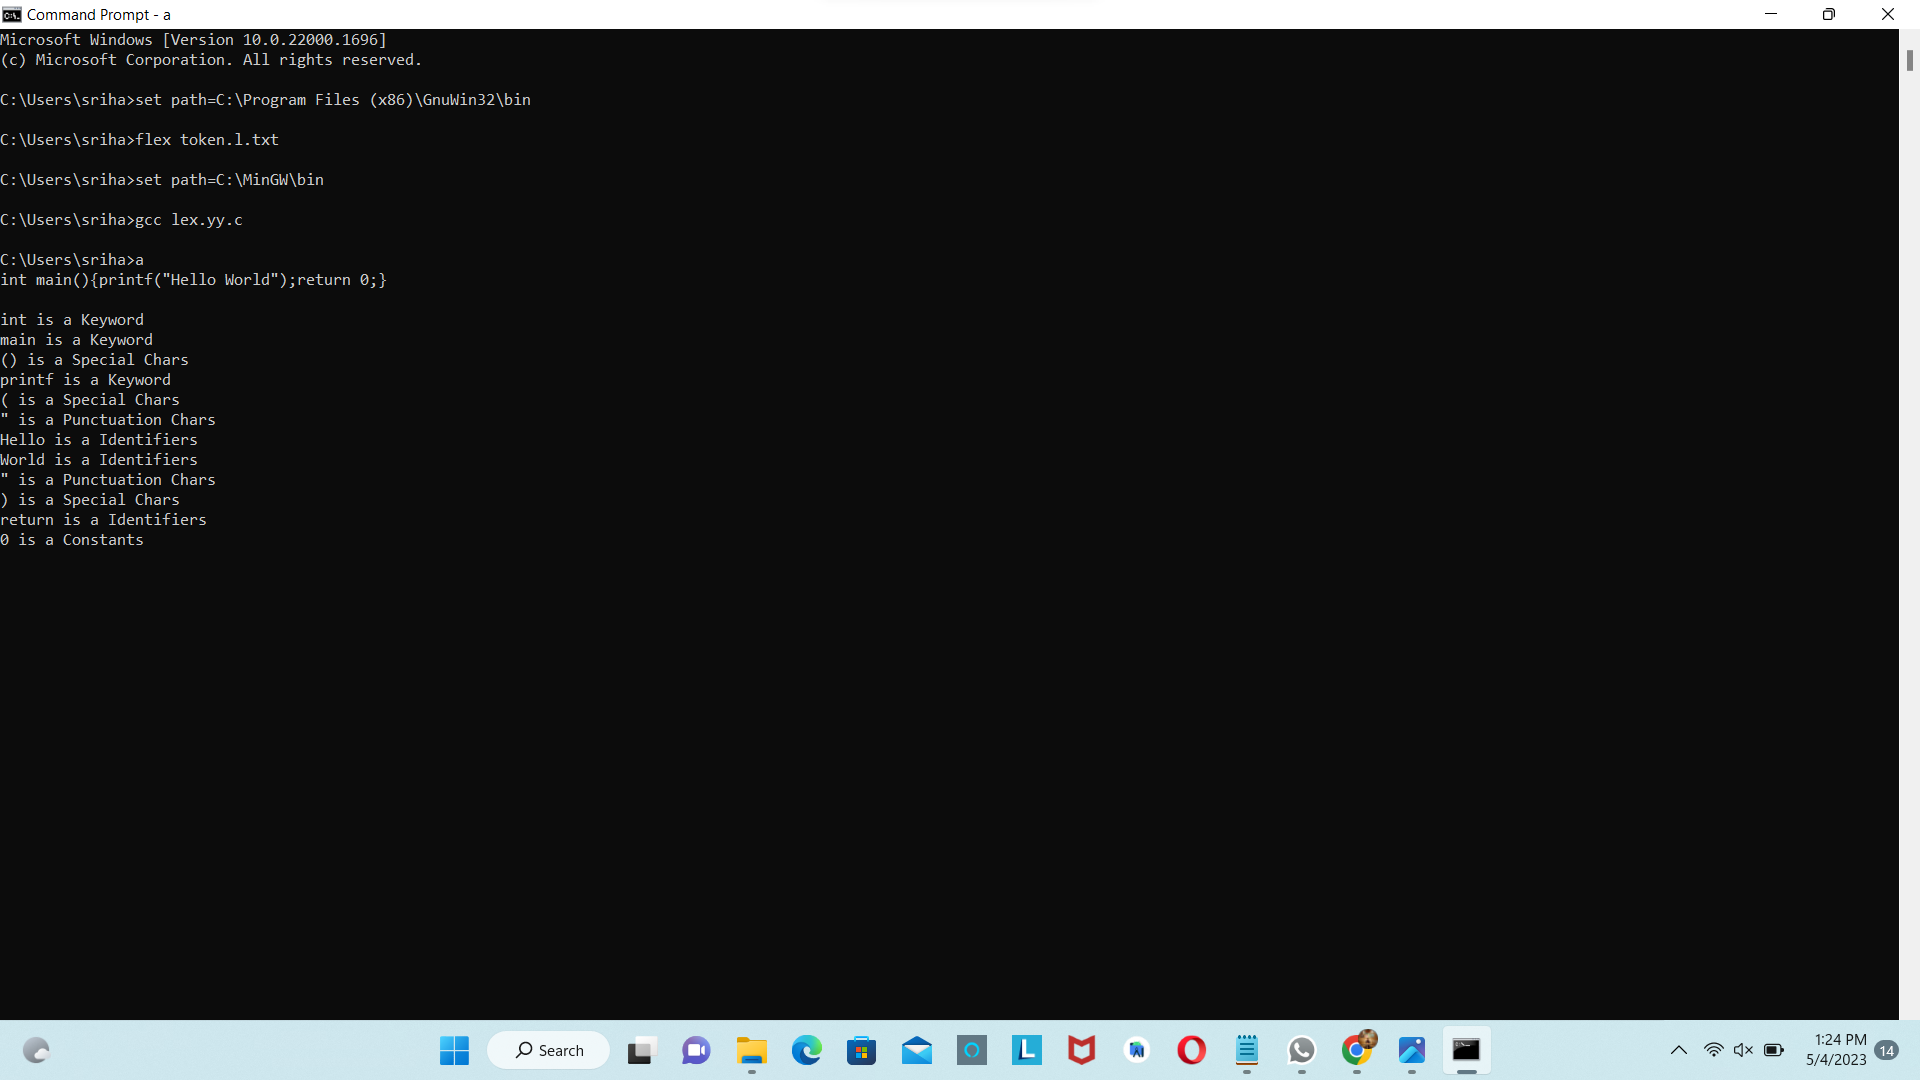 Command Prompt - a
Microsoft Windows [Version 10.0.22000.1696]
(c) Microsoft Corporation. All rights reserved.
C:\Users\sriha>set path=C:\Program Files (x86)\GnuWin32\bin
C:\Users\sriha>flex token.l.txt
C:\Users\sriha>set path=C:\MinGW\bin
C:\Users\sriha>gcc lex.yy.c
C:\Users\sriha>a
int main(){printf("Hello World");return 0;}
int is a Keyword
main is a Keyword
() is a Special Chars
printf is a Keyword
( is a Special Chars
" is a Punctuation Chars
Hello is a Identifiers
World is a Identifiers
" is a Punctuation Chars
) is a Special Chars
return is a Identifiers
0 is a Constants
Search
1:24 PM
5/4/2023
14